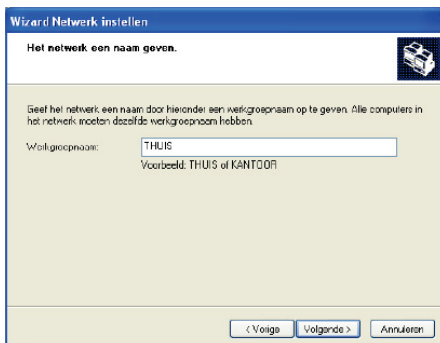 Wizard Netwerk instellen
Het netwerk een naam geven.
Geef het netwerk een naam door hieronder een werkgroepnaam op te geven. Alle computers in
het netwerk moeten dezelfde werkgroepnaam hebben.
Werkgroepnaam: THUIS
Voorbeeld: THUIS of KANTOOR
< Vorige Volgende > Annuleren